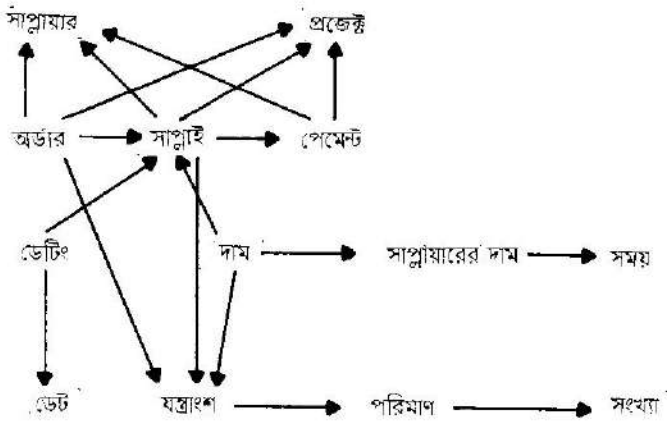 সাপ্লায়ার প্রজেক্ট
অর্ডার সাপ্লাই পেমেন্ট
ডেটিং দাম সাপ্লায়ারের দাম সময়
ডেট যন্ত্রাংশ পরিমাণ সংখ্যা